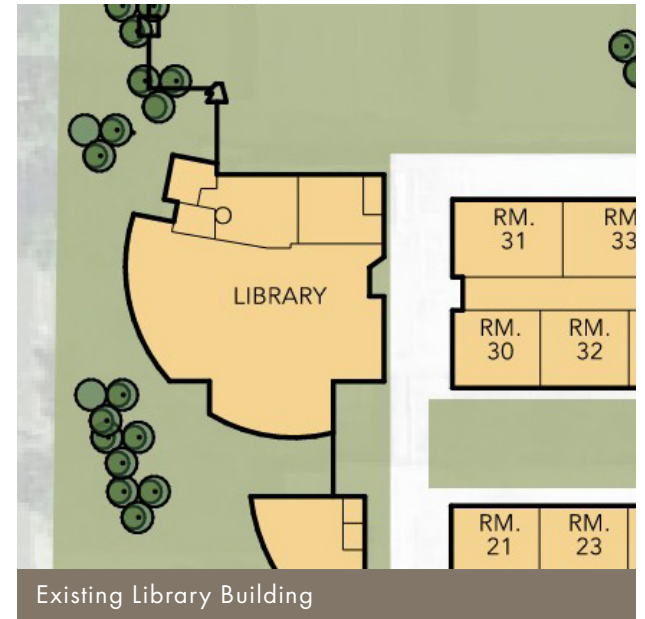 RM.
31
RM
33
LIBRARY
RM.
30
RM.
32
RM.
21
RM.
23
Existing Library Building